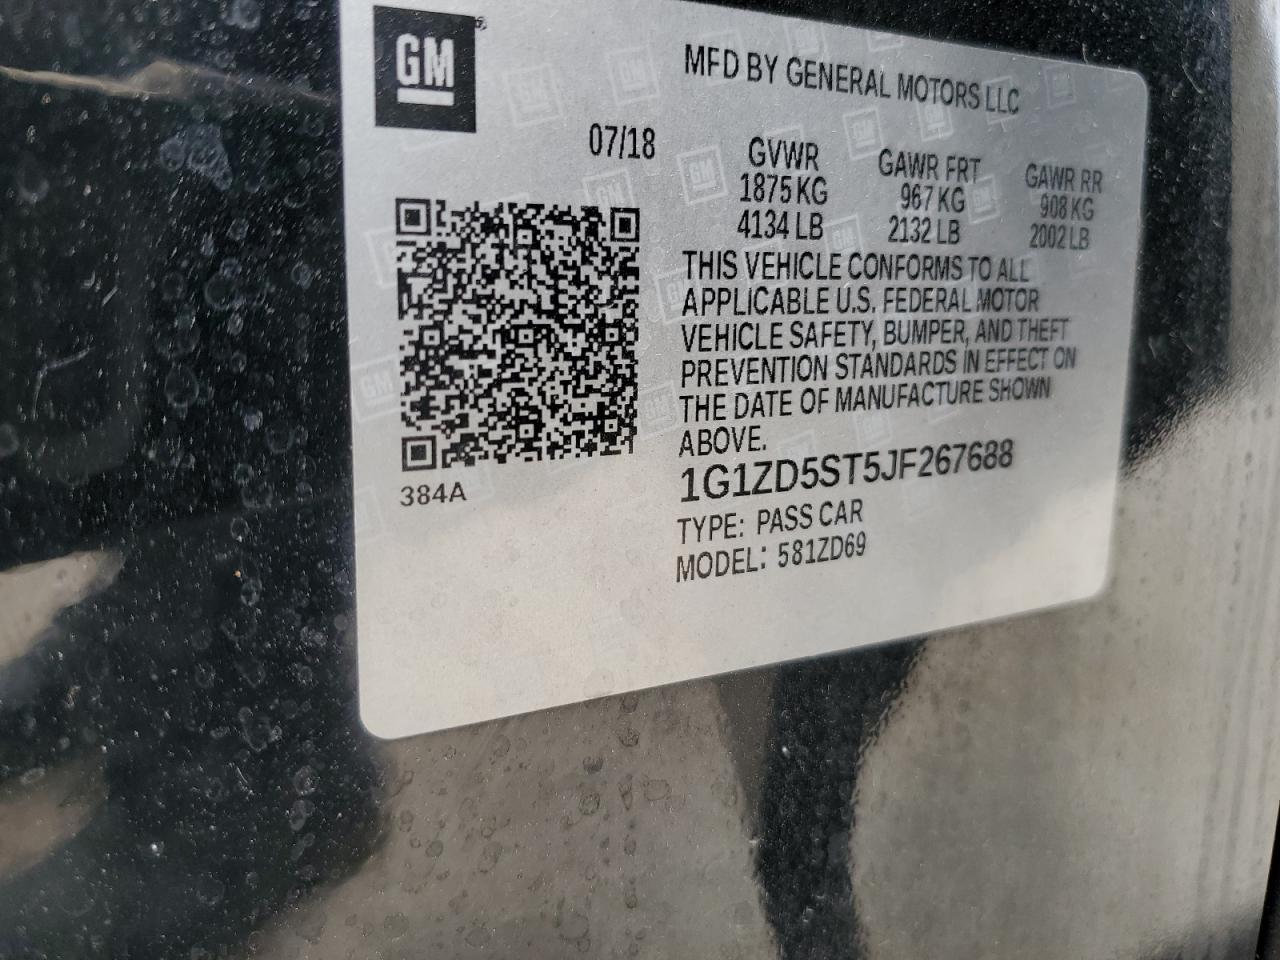 GM
MFD BY GENERAL MOTORS LLC
07/18
GVWR GAWR FRT GAWR RR
1875 KG 967 KG 908 KG
4134 LB 2132 LB 2002 LB
THIS VEHICLE CONFORMS TO ALL
APPLICABLE U.S. FEDERAL MOTOR
VEHICLE SAFETY, BUMPER, AND THEFT
PREVENTION STANDARDS IN EFFECT ON
THE DATE OF MANUFACTURE SHOWN
ABOVE.
1G1ZD5ST5JF267688
TYPE: PASS CAR
MODEL: 581ZD69
384A